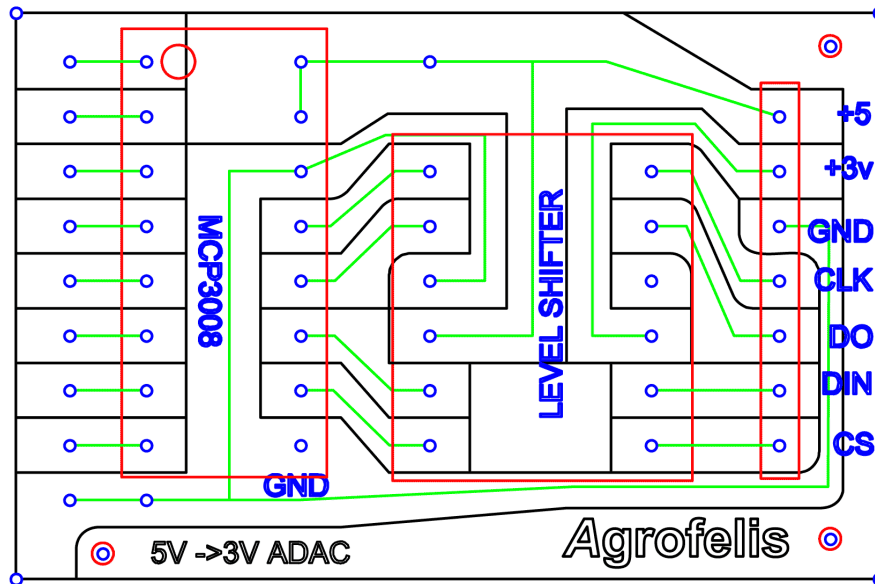 +5
+3v
GND
CLK
DO
DIN
CS
MCP3008
LEVEL SHIFTER
GND
5V ->3V ADAC
Agrofelis